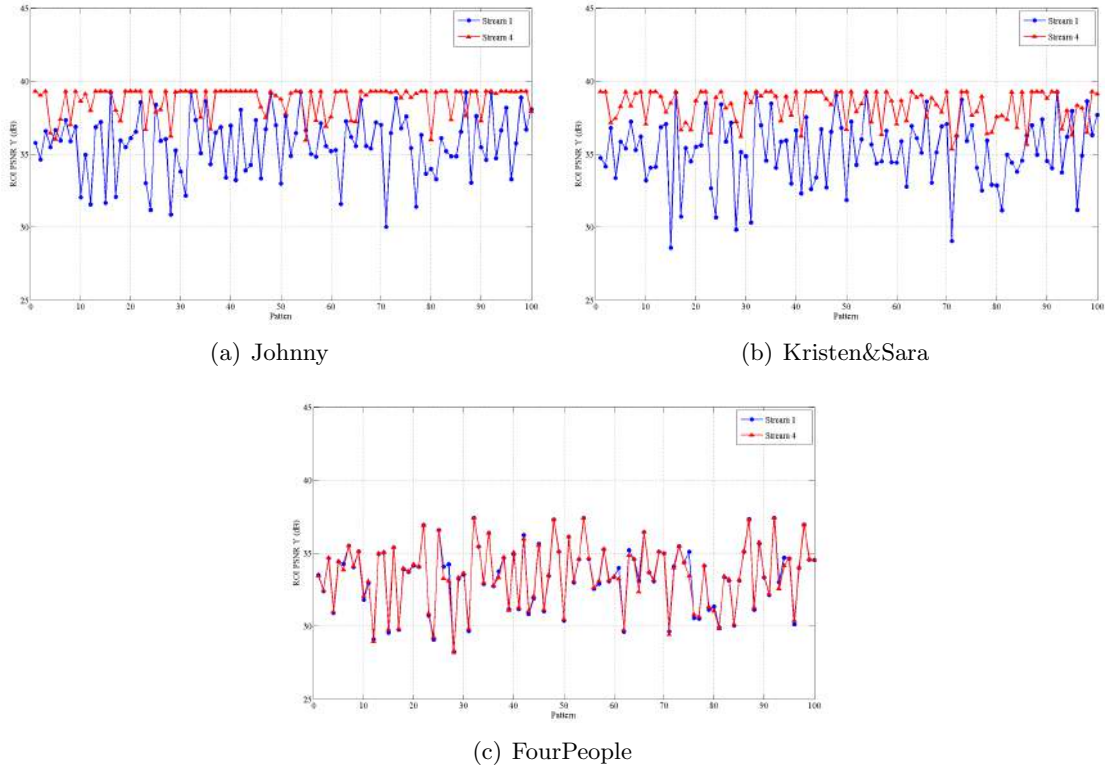 45
40
35
30
25
ROI PSNR Y (dB)
0 10 20 30 40 50 60 70 80 90 100
Pattern
Stream 1
Stream 4
(a) Johnny
45
40
35
30
25
ROI PSNR Y (dB)
0 10 20 30 40 50 60 70 80 90 100
Pattern
Stream 1
Stream 4
(b) Kristen&Sara
45
40
35
30
25
ROI PSNR Y (dB)
0 10 20 30 40 50 60 70 80 90 100
Pattern
Stream 1
Stream 4
(c) FourPeople